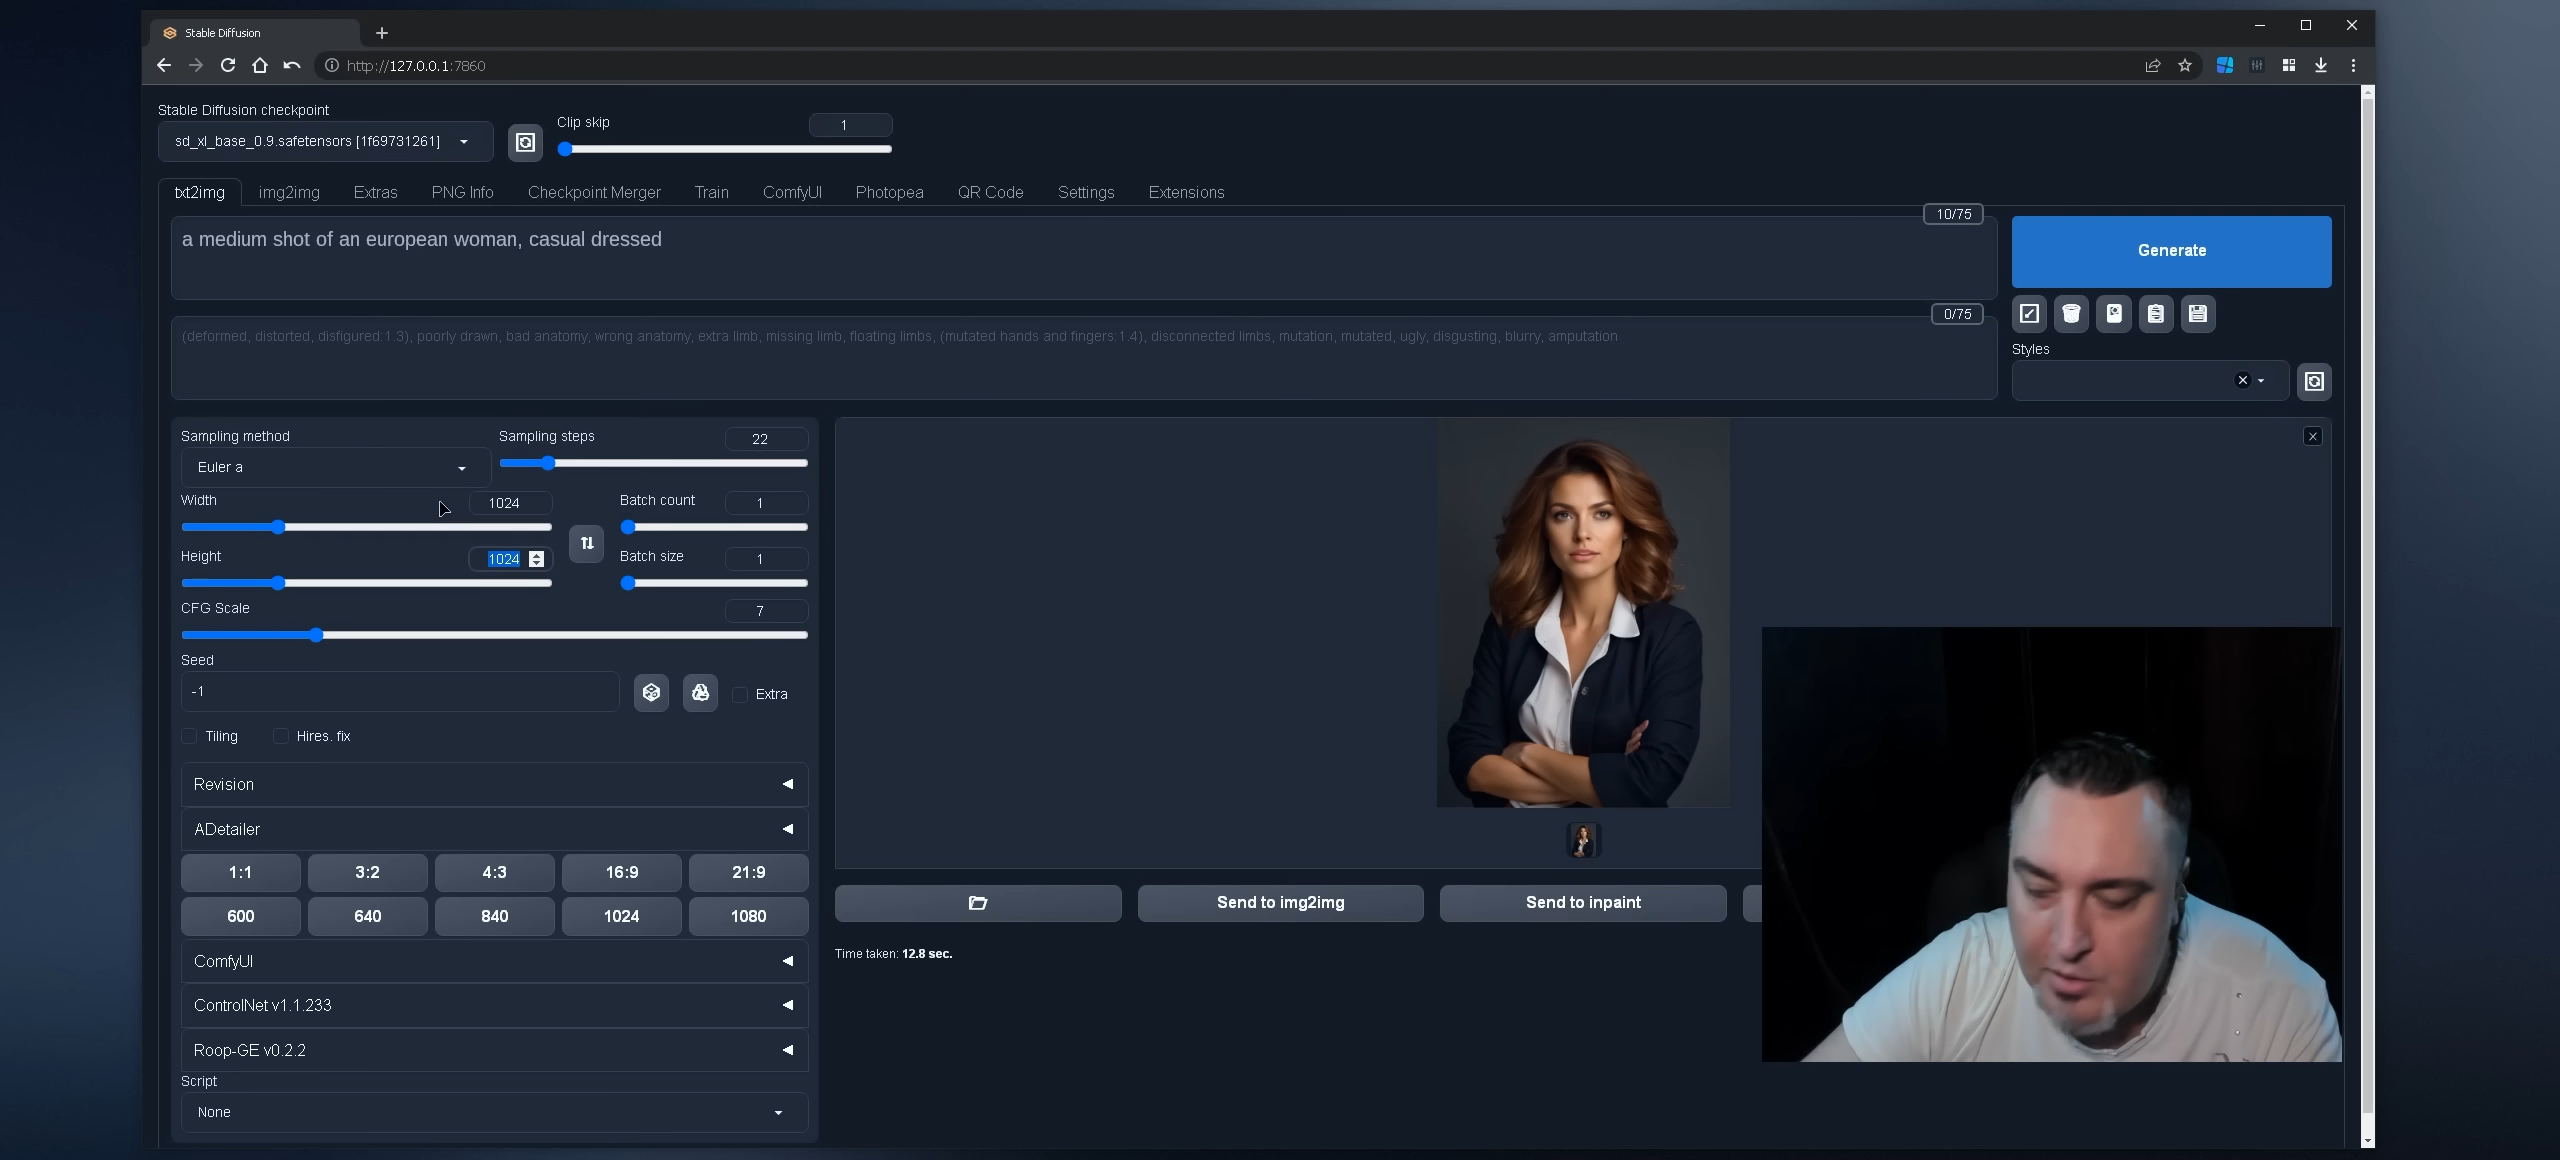 Stable Diffusion
http://127.0.0.1:7860
Stable Diffusion checkpoint
sd_xl_base_0.9.safetensors [1f69731261]
Clip skip
1
txt2img
img2img
Extras
PNG Info
Checkpoint Merger
Train
ComfyUI
Photopea
QR Code
Settings
Extensions
10/75
a medium shot of an european woman, casual dressed
Generate
0/75
(deformed, distorted, disfigured:1.3), poorly drawn, bad anatomy, wrong anatomy, extra limb, missing limb, floating limbs, (mutated hands and fingers:1.4), disconnected limbs, mutation, mutated, ugly, disgusting, blurry, amputation
Styles
Sampling method
Euler a
Sampling steps
22
Width
1024
Batch count
1
Height
1024
Batch size
1
CFG Scale
7
Seed
-1
Extra
Tiling
Hires. fix
Revision
ADetailer
1:1
3:2
4:3
16:9
21:9
600
640
840
1024
1080
ComfyUI
ControlNet v1.1.233
Roop-GE v0.2.2
Script
None
Send to img2img
Send to inpaint
Time taken: 12.8 sec.